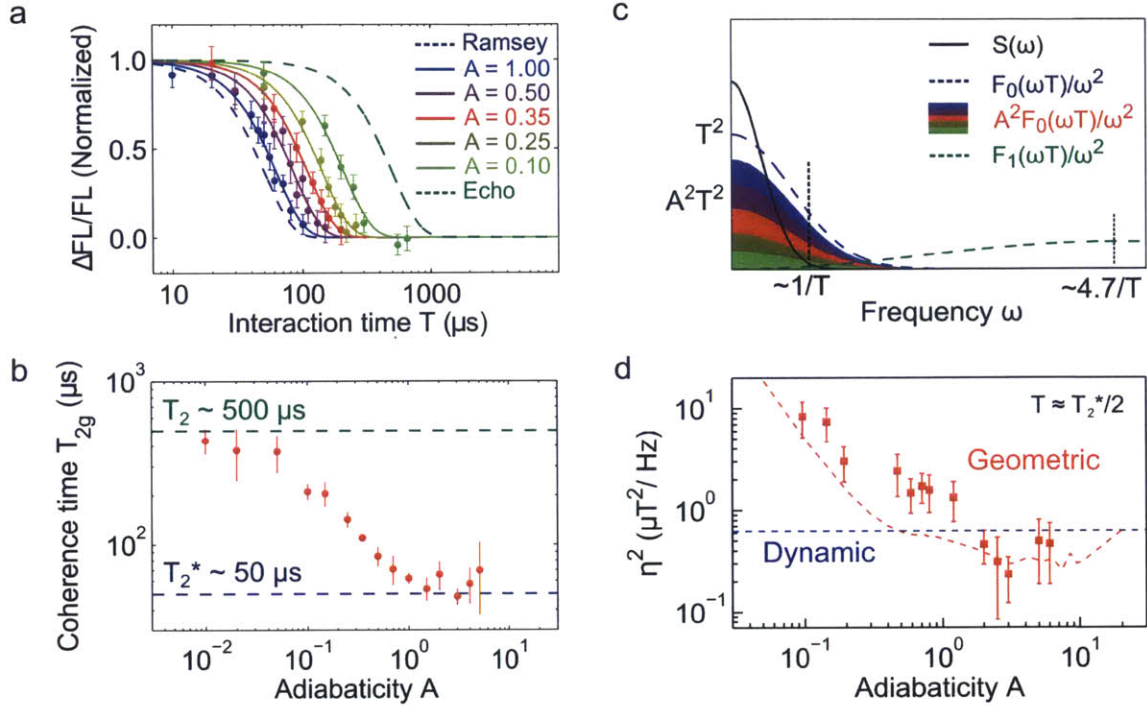 a
ΔFL/FL (Normalized)
1.0
0.5
0.0
10
100
1000
Interaction time T (μs)
Ramsey
A = 1.00
A = 0.50
A = 0.35
A = 0.25
A = 0.10
Echo
c
S(ω)
F₀(ωT)/ω²
A²F₀(ωT)/ω²
F₁(ωT)/ω²
T²
A²T²
~1/T
~4.7/T
Frequency ω
b
Coherence time T₂g (μs)
10³
10²
T₂ ~ 500 μs
T₂* ~ 50 μs
10⁻²
10⁻¹
10⁰
10¹
Adiabaticity A
d
η² (μT²/ Hz)
10¹
10⁰
10⁻¹
T ≈ T₂*/2
Geometric
Dynamic
10⁻¹
10⁰
10¹
Adiabaticity A